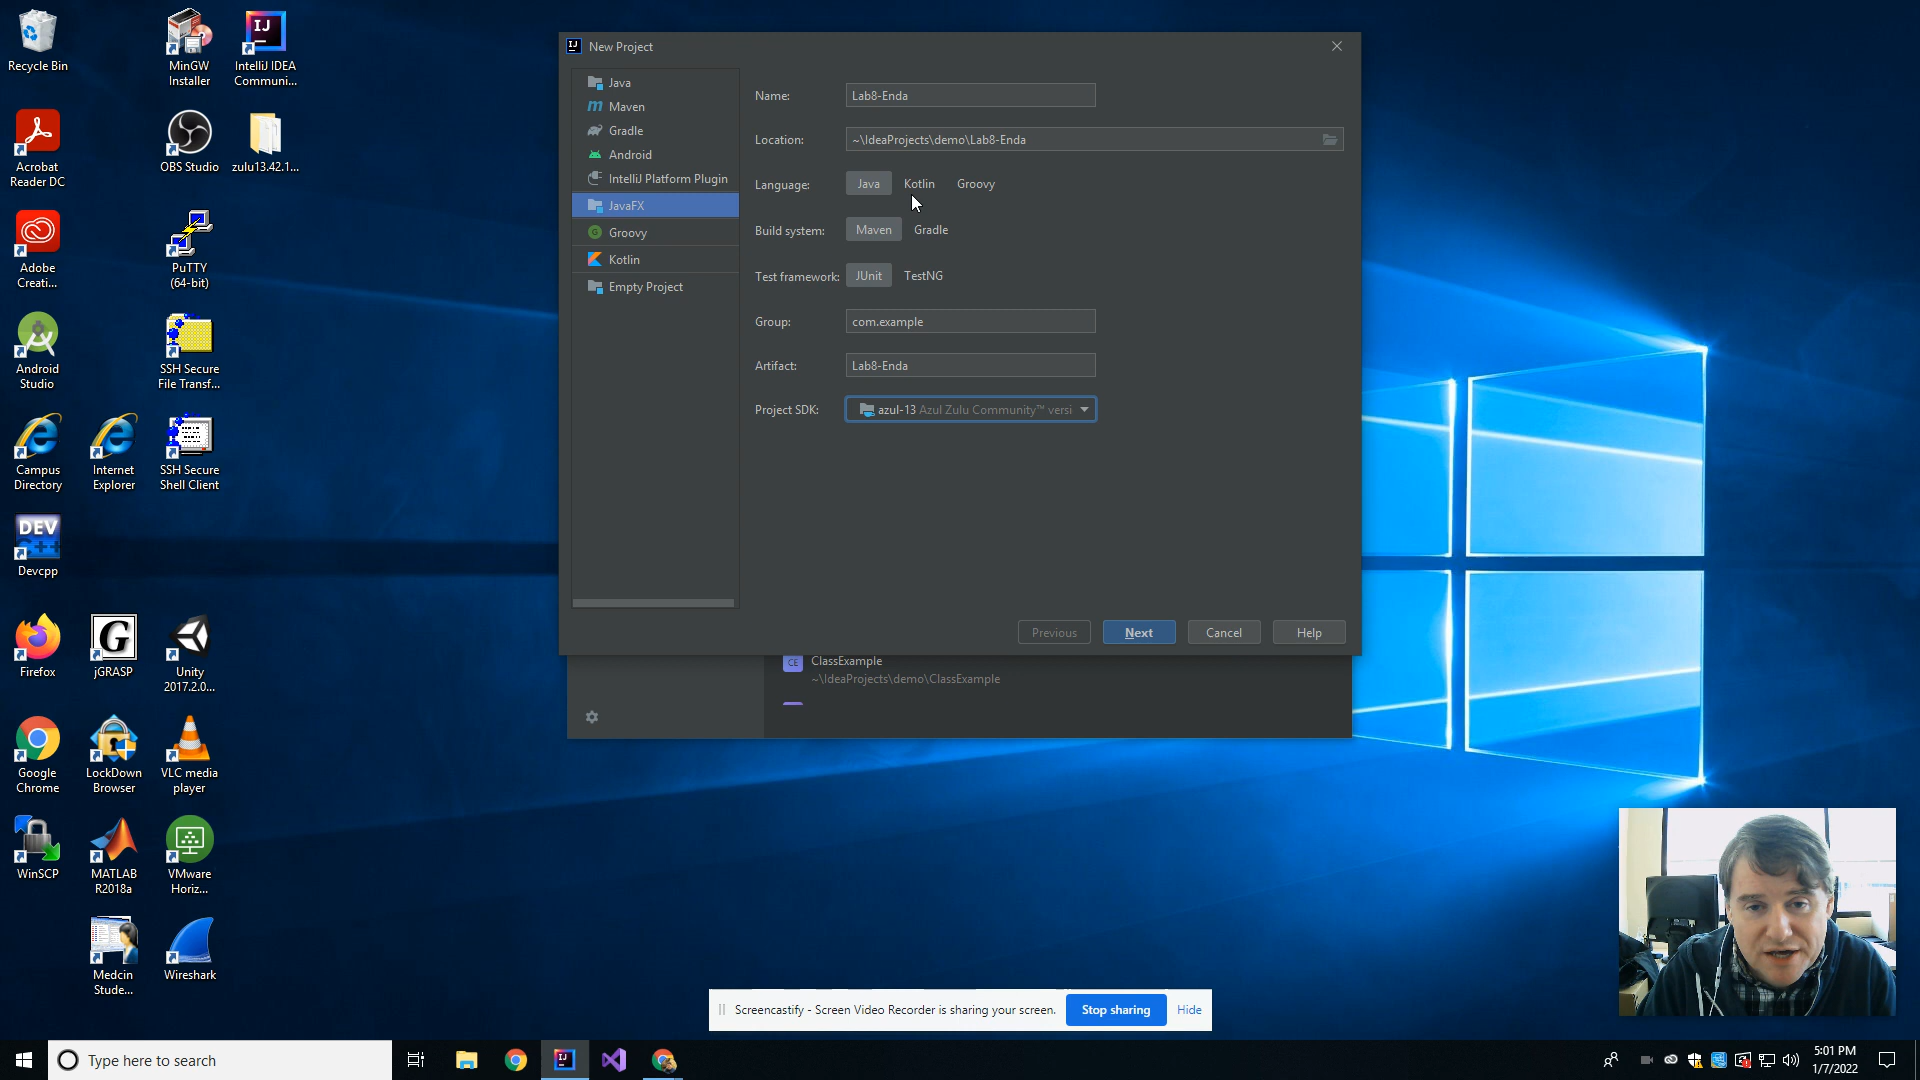 Recycle Bin
MinGW
Installer
IntelliJ IDEA
Communi...
Acrobat
Reader DC
OBS Studio
zulu13.42.1...
Adobe
Creati...
PuTTY
(64-bit)
Android
Studio
SSH Secure
File Transf...
Campus
Directory
Internet
Explorer
SSH Secure
Shell Client
DEV
C++
Devcpp
Firefox
G
jGRASP
Unity
2017.2.0...
Google
Chrome
LockDown
Browser
VLC media
player
WinSCP
MATLAB
R2018a
VMware
Horiz...
Medcin
Stude...
Wireshark
IJ New Project
Java
Maven
Gradle
Android
IntelliJ Platform Plugin
JavaFX
Groovy
Kotlin
Empty Project
Name: Lab8-Enda
Location: ~\IdeaProjects\demo\Lab8-Enda
Language: Java Kotlin Groovy
Build system: Maven Gradle
Test framework: JUnit TestNG
Group: com.example
Artifact: Lab8-Enda
Project SDK: azul-13 Azul Zulu Community™ versi
Previous Next Cancel Help
CE ClassExample
~\IdeaProjects\demo\ClassExample
Screencastify - Screen Video Recorder is sharing your screen. Stop sharing Hide
Type here to search
5:01 PM
1/7/2022